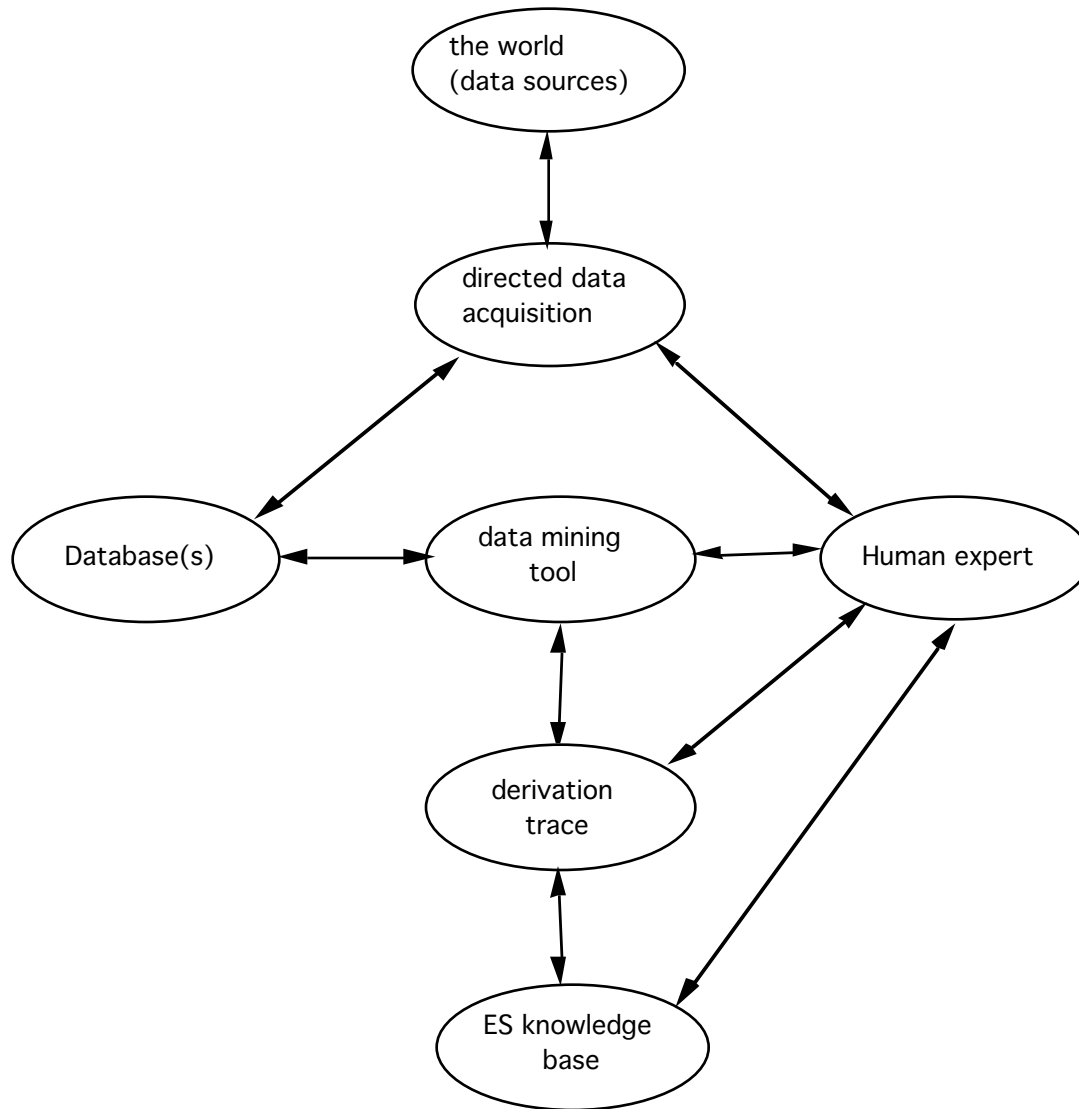 the world
(data sources)
directed data
acquisition
Database(s)
data mining
tool
Human expert
derivation
trace
ES knowledge
base